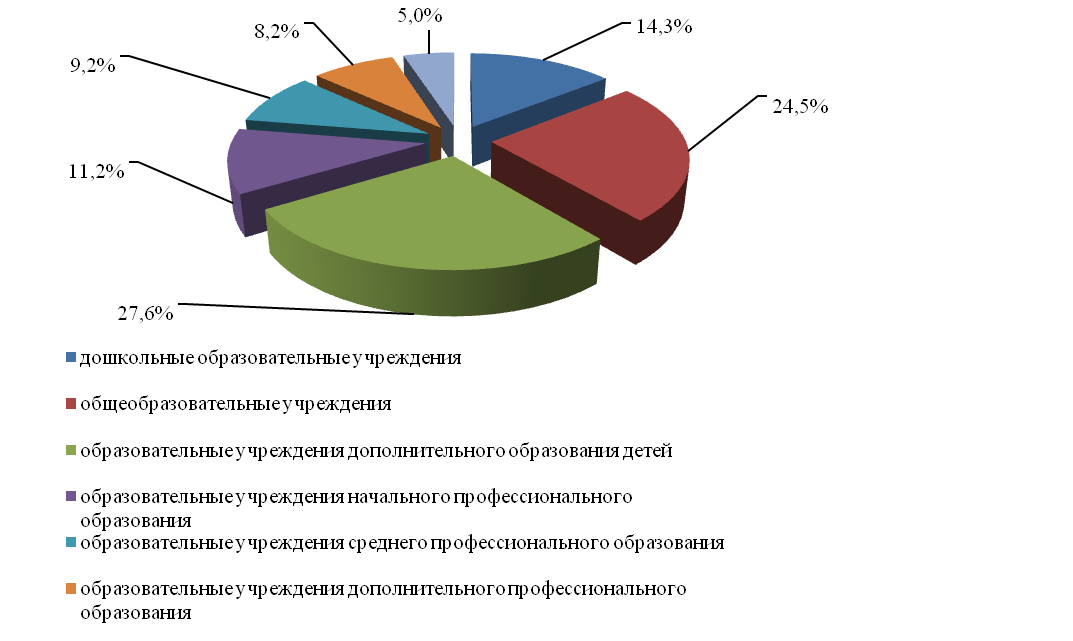 5,0%
14,3%
8,2%
9,2%
24,5%
11,2%
27,6%
дошкольные образовательные учреждения
общеобразовательные учреждения
образовательные учреждения дополнительного образования детей
образовательные учреждения начального профессионального
образования
образовательные учреждения среднего профессионального образования
образовательные учреждения дополнительного профессионального
образования